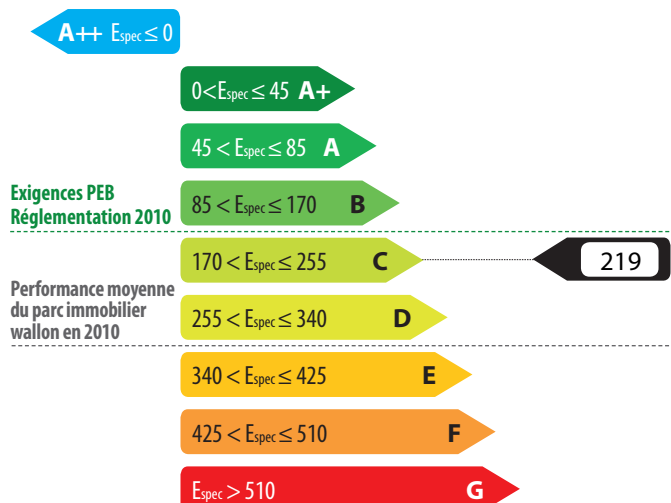 A++ Espec ≤ 0
0<Espec ≤ 45 A+
45 < Espec ≤ 85 A
Exigences PEB
Réglementation 2010
85 < Espec ≤ 170 B
170 < Espec ≤ 255 C
219
Performance moyenne
du parc immobilier
wallon en 2010
255 < Espec ≤ 340 D
340 < Espec ≤ 425 E
425 < Espec ≤ 510 F
Espec > 510 G